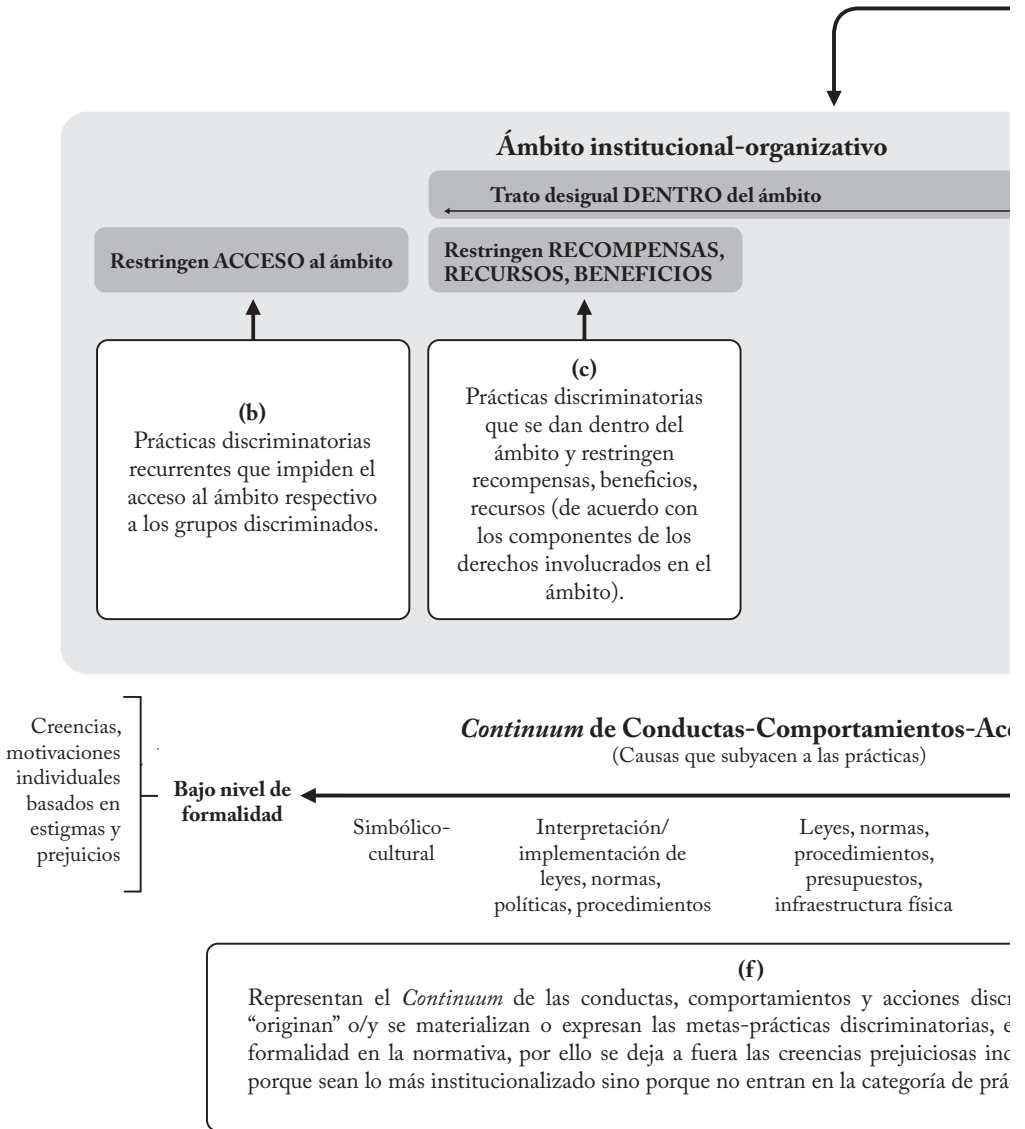 Ámbito institucional-organizativo
Trato desigual DENTRO del ámbito
Restringen ACCESO al ámbito
Restringen RECOMPENSAS,
RECURSOS, BENEFICIOS
(b)
Prácticas discriminatorias
recurrentes que impiden el
acceso al ámbito respectivo
a los grupos discriminados.
(c)
Prácticas discriminatorias
que se dan dentro del
ámbito y restringen
recompensas, beneficios,
recursos (de acuerdo con
los componentes de los
derechos involucrados en el
ámbito).
Creencias,
motivaciones
individuales
basados en
estigmas y
prejuicios
Continuum de Conductas-Comportamientos-Acc
(Causas que subyacen a las prácticas)
Bajo nivel de
formalidad
Simbólico-
cultural
Interpretación/
implementación de
leyes, normas,
políticas, procedimientos
Leyes, normas,
procedimientos,
presupuestos,
infraestructura física
(f)
Representan el Continuum de las conductas, comportamientos y acciones discr
“originan” o/y se materializan o expresan las metas-prácticas discriminatorias, e
formalidad en la normativa, por ello se deja a fuera las creencias prejuiciosas ind
porque sean lo más institucionalizado sino porque no entran en la categoría de prá